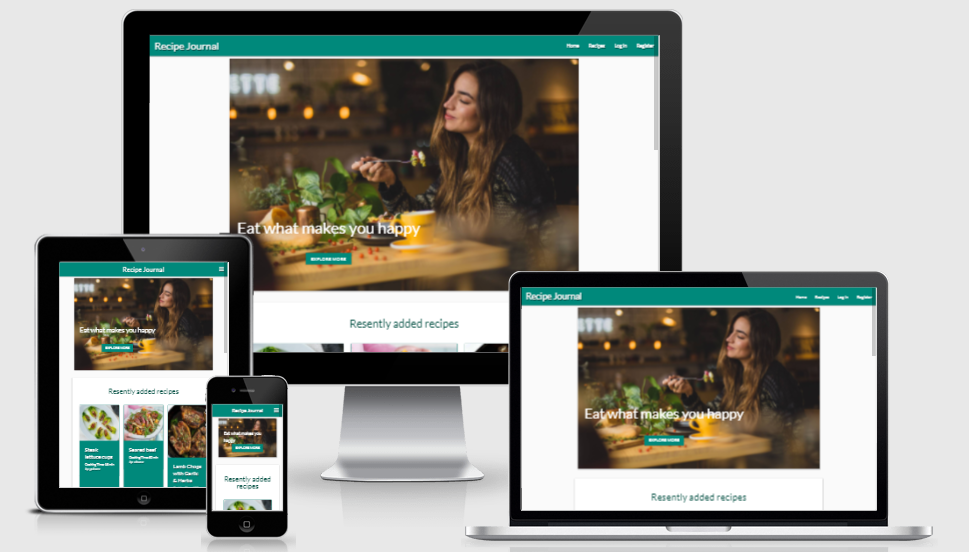 Recipe Journal
Home Recipes Log In Register
Eat what makes you happy
EXPLORE MORE
Resently added recipes
Recipe Journal
Eat what makes you happy
EXPLORE MORE
Resently added recipes
Steak
lettuce cups
Seared beef
Lamb Chops
with Garlic
& Herbs
Recipe Journal
Eat what makes you
happy
EXPLORE MORE
Resently added
recipes
Recipe Journal
Home Recipes Log In Register
Eat what makes you happy
EXPLORE MORE
Resently added recipes